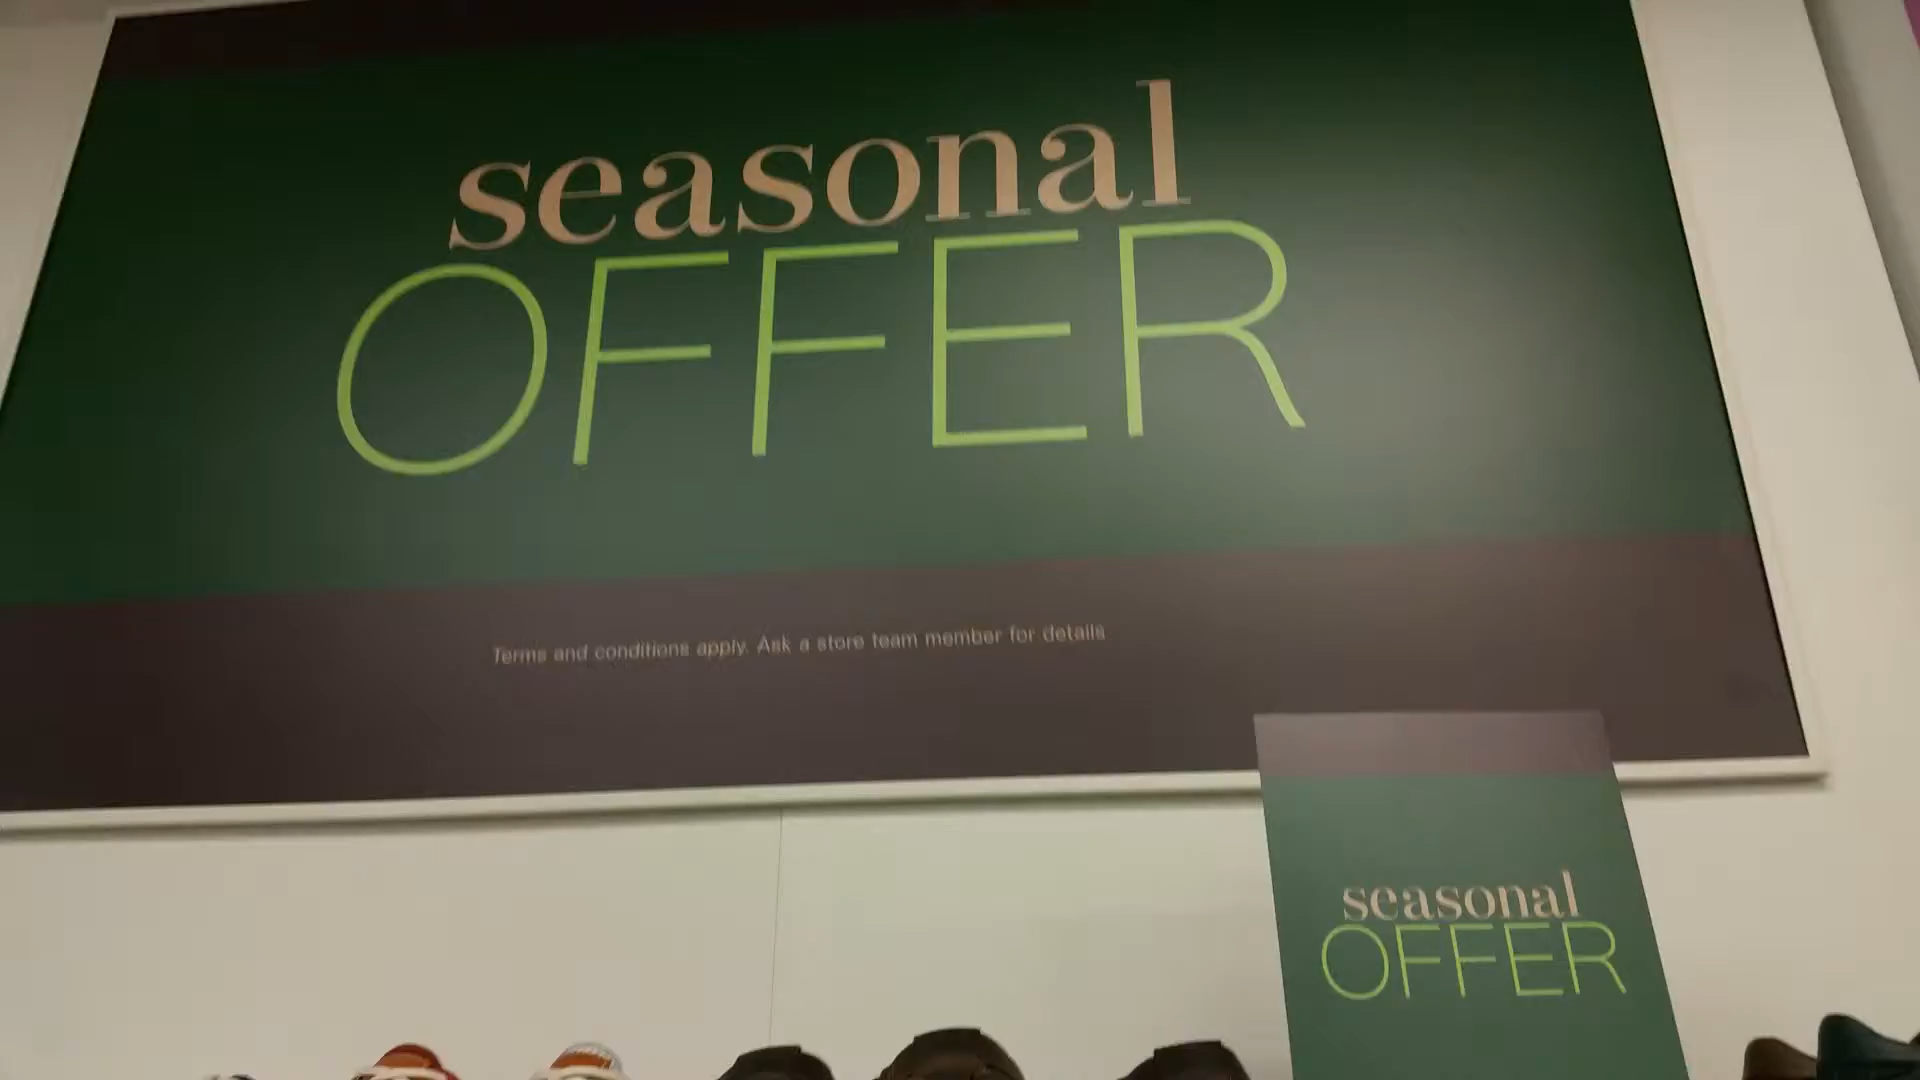 seasonal
OFFER
Terms and conditions apply. Ask a store team member for details
seasonal
OFFER